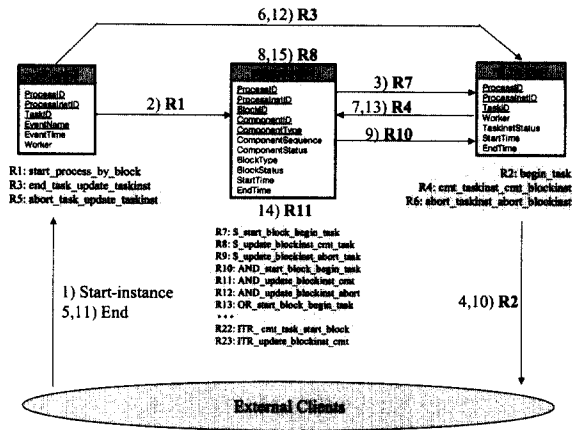 6,12) R3
8,15) R8
ProcessID
ProcessInstID
TaskID
EventName
EventTime
Worker
2) R1
ProcessID
ProcessInstID
BlockID
ComponentID
ComponentType
ComponentSequence
ComponentStatus
BlockType
BlockStatus
StartTime
EndTime
3) R7
7,13) R4
9) R10
ProcessID
ProcessInstID
TaskID
Worker
TaskInstStatus
StartTime
EndTime
R1: start_process_by_block
R3: end_task_update_taskinst
R5: abort_task_update_taskinst
R2: begin_task
R4: cmt_taskinst_cmt_blockinst
R6: abort_taskinst_abort_blockinst
14) R11
R7: S_start_block_begin_task
R8: S_update_blockinst_cmt_task
R9: S_update_blockinst_abort_task
R10: AND_start_block_begin_task
R11: AND_update_blockinst_cmt
R12: AND_update_blockinst_abort
R13: OR_start_block_begin_task
•••
R22: ITR_cmt_task_start_block
R23: ITR_update_blockinst_cmt
1) Start-instance
5,11) End
4,10) R2
External Clients